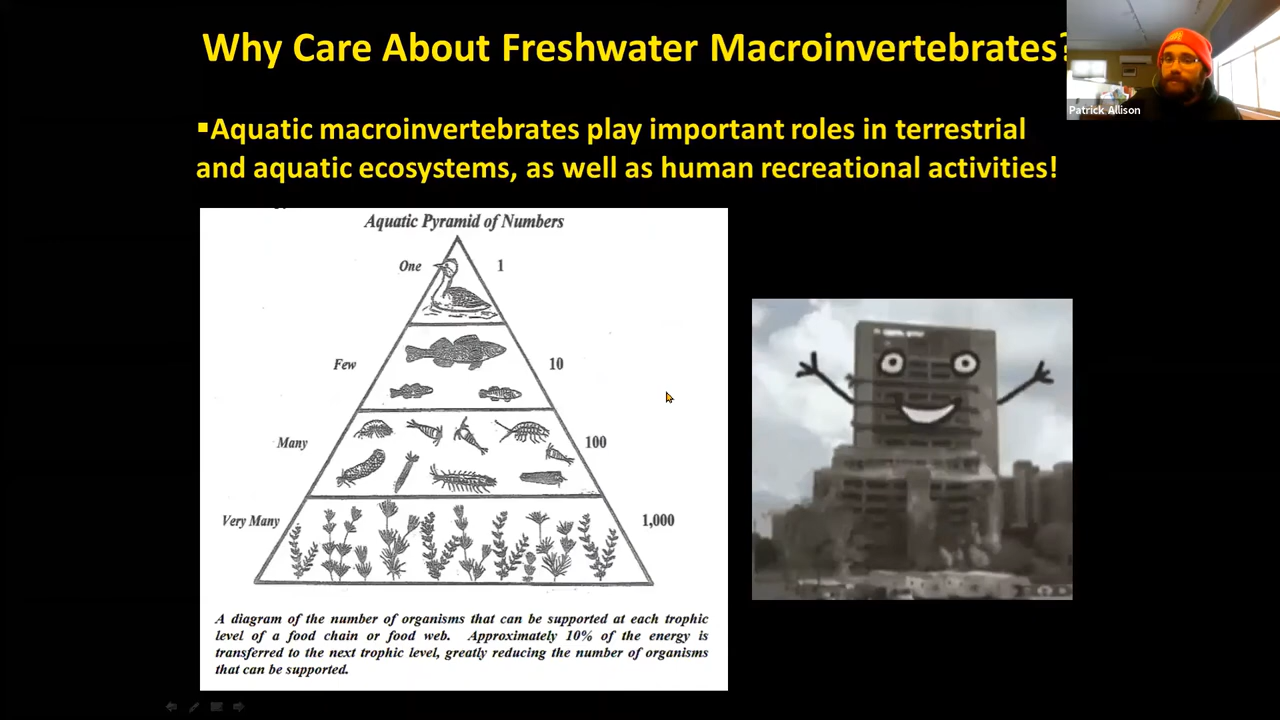 Why Care About Freshwater Macroinvertebrates?
Patrick Allison
▪Aquatic macroinvertebrates play important roles in terrestrial
and aquatic ecosystems, as well as human recreational activities!
Aquatic Pyramid of Numbers
One 1
Few 10
Many 100
Very Many 1,000
A diagram of the number of organisms that can be supported at each trophic
level of a food chain or food web. Approximately 10% of the energy is
transferred to the next trophic level, greatly reducing the number of organisms
that can be supported.